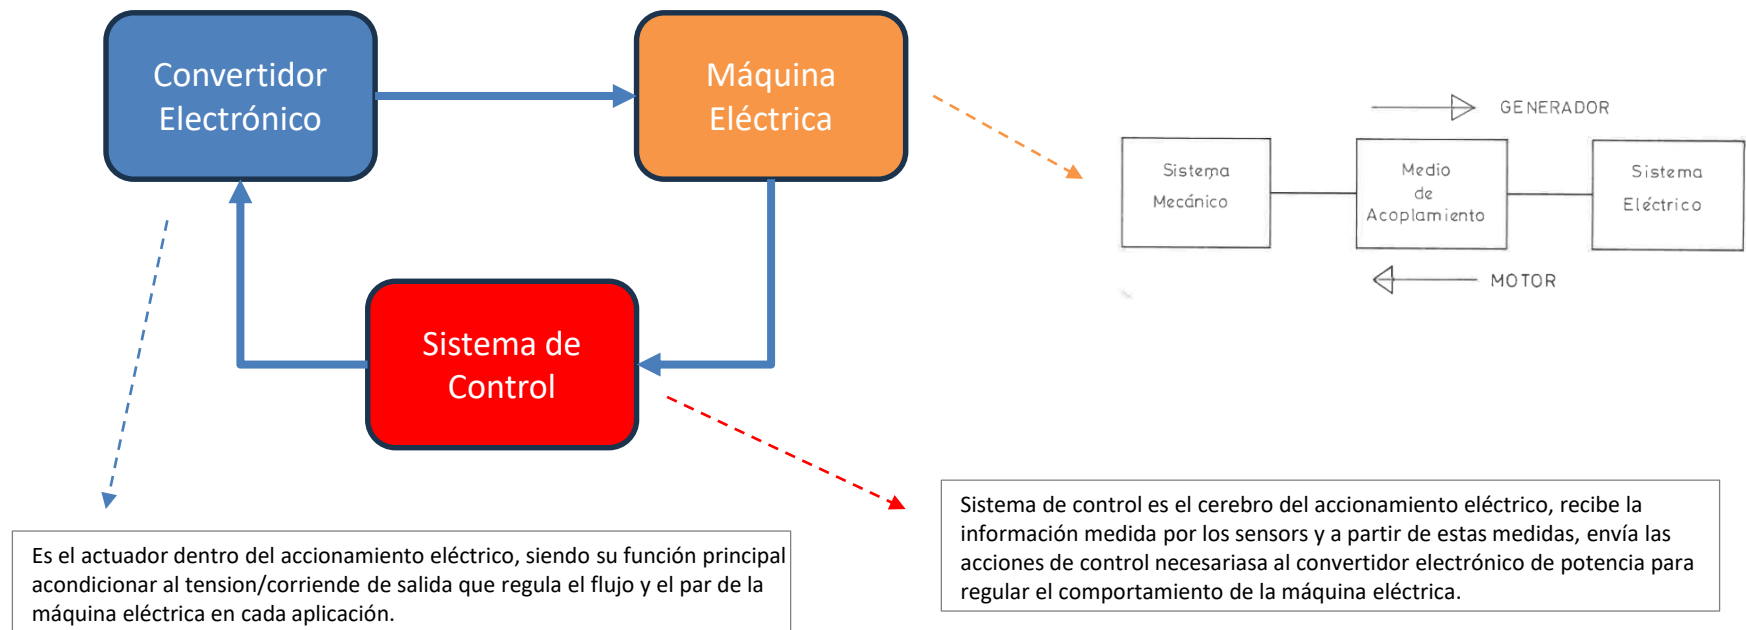 Convertidor
Electrónico
Máquina
Eléctrica
Sistema de
Control
GENERADOR
Sistema
Mecánico
Medio
de
Acoplamiento
Sistema
Eléctrico
MOTOR
Es el actuador dentro del accionamiento eléctrico, siendo su función principal
acondicionar al tension/corriende de salida que regula el flujo y el par de la
máquina eléctrica en cada aplicación.
Sistema de control es el cerebro del accionamiento eléctrico, recibe la
información medida por los sensors y a partir de estas medidas, envía las
acciones de control necesariasa al convertidor electrónico de potencia para
regular el comportamiento de la máquina eléctrica.